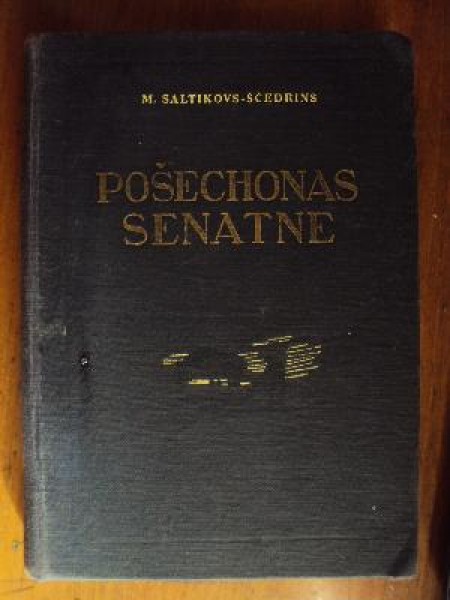 M. SALTIKOVS-ŠČEDRINS
POŠECHONAS
SENATNE